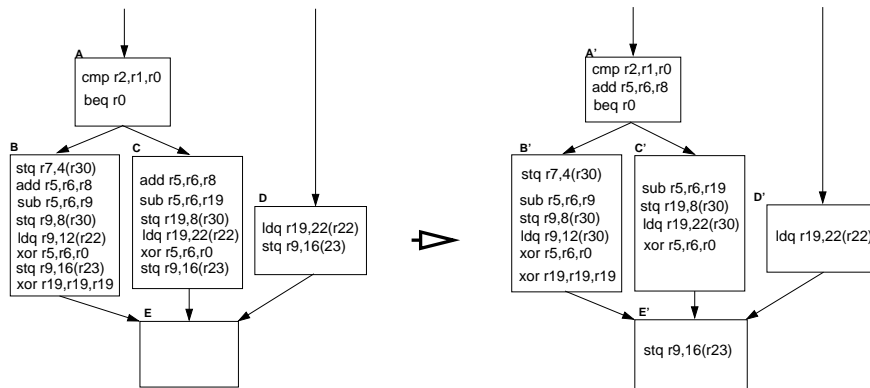 A
cmp r2,r1,r0
beq r0
B
stq r7,4(r30)
add r5,r6,r8
sub r5,r6,r9
stq r9,8(r30)
ldq r9,12(r22)
xor r5,r6,r0
stq r9,16(r23)
xor r19,r19,r19
C
add r5,r6,r8
sub r5,r6,r19
stq r19,8(r30)
ldq r19,22(r22)
xor r5,r6,r0
stq r9,16(r23)
D
ldq r19,22(r22)
stq r9,16(23)
E
A'
cmp r2,r1,r0
add r5,r6,r8
beq r0
B'
stq r7,4(r30)
sub r5,r6,r9
stq r9,8(r30)
ldq r9,12(r30)
xor r5,r6,r0
xor r19,r19,r19
C'
sub r5,r6,r19
stq r19,8(r30)
ldq r19,22(r30)
xor r5,r6,r0
D'
ldq r19,22(r22)
E'
stq r9,16(r23)